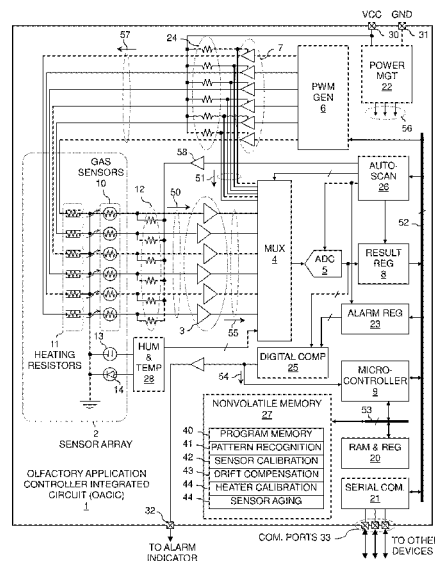 VCC GND
30 31
57
24
7
PWM
GEN
6
POWER
MGT
22
56
GAS
SENSORS
10
12
58
51
50
AUTO-
SCAN
26
52
MUX
4
ADC
5
RESULT
REG
8
ALARM REG
23
3
55
11
HEATING
RESISTORS
13
14
HUM &
TEMP
28
DIGITAL COMP
25
54
MICRO-
CONTROLLER
9
53
2
SENSOR ARRAY
NONVOLATILE MEMORY
27
40 PROGRAM MEMORY
41 PATTERN RECOGNITION
42 SENSOR CALIBRATION
43 DRIFT COMPENSATION
44 HEATER CALIBRATION
44 SENSOR AGING
RAM & REG
20
SERIAL COM.
21
OLFACTORY APPLICATION
CONTROLLER INTEGRATED
CIRCUIT (OACIC)
1
32
COM. PORTS 33
TO ALARM
INDICATOR
TO OTHER
DEVICES